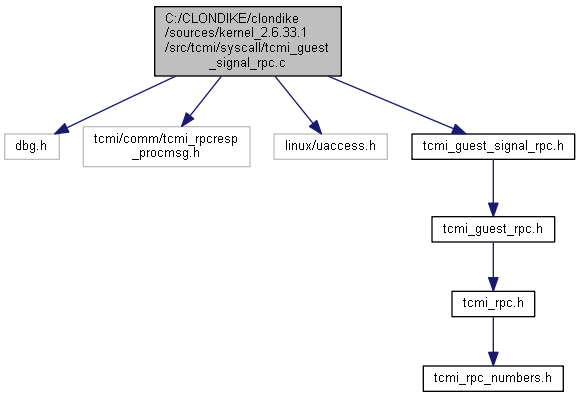 C:/CLONDIKE/clondike
/sources/kernel_2.6.33.1
/src/tcmi/syscall/tcmi_guest
_signal_rpc.c
dbg.h
tcmi/comm/tcmi_rpcresp
_procmsg.h
linux/uaccess.h
tcmi_guest_signal_rpc.h
tcmi_guest_rpc.h
tcmi_rpc.h
tcmi_rpc_numbers.h